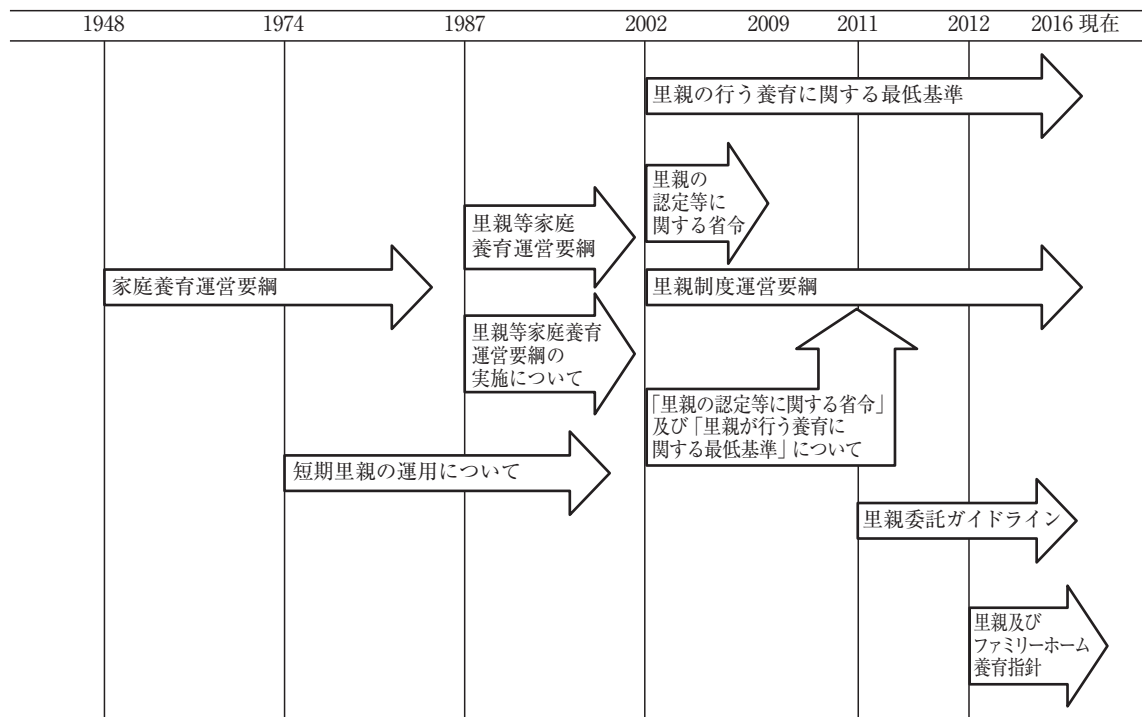 1948 1974 1987 2002 2009 2011 2012 2016 現在
里親の行う養育に関する最低基準
里親の
認定等に
関する省令
里親等家庭
養育運営要綱
家庭養育運営要綱
里親制度運営要綱
里親等家庭養育
運営要綱の
実施について
「里親の認定等に関する省令」
及び「里親が行う養育に
関する最低基準」について
短期里親の運用について
里親委託ガイドライン
里親及び
ファミリーホーム
養育指針